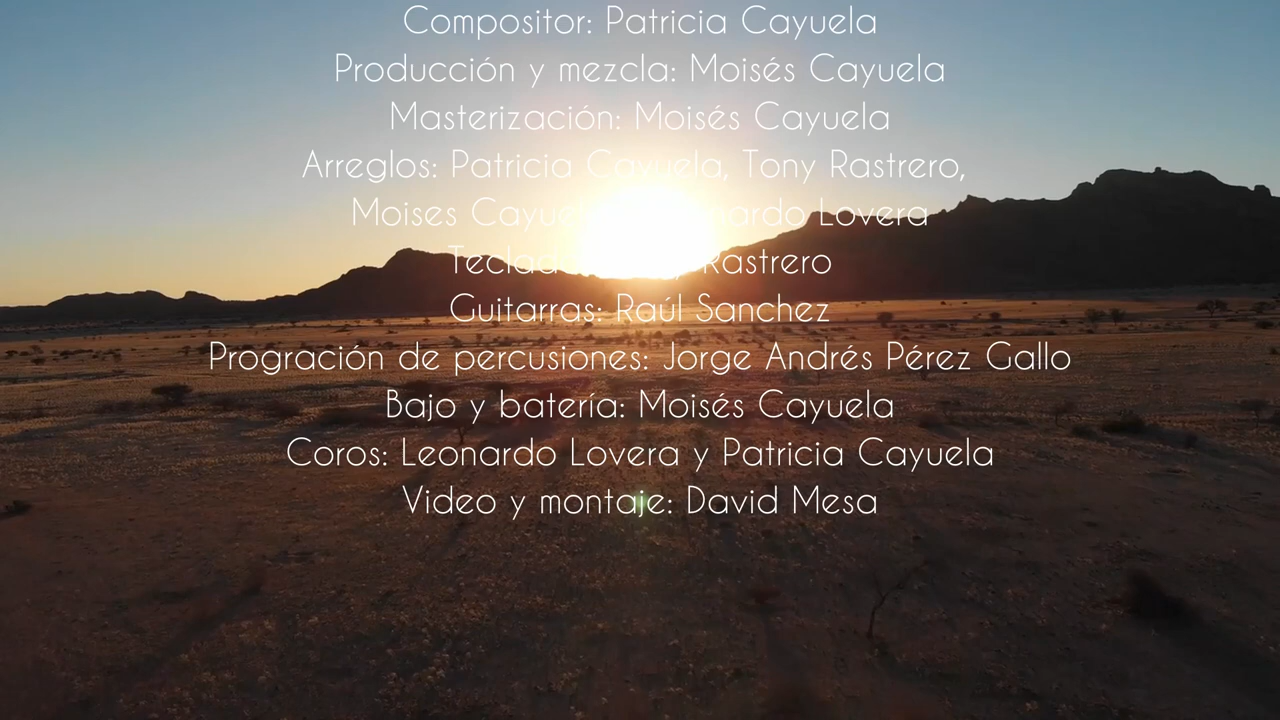 Compositor: Patricia Cayuela
Producción y mezcla: Moisés Cayuela
Masterización: Moisés Cayuela
Arreglos: Patricia Cayuela, Tony Rastrero,
Moises Lovera
Rastrero
Guitarras: Raúl Sanchez
Progración de percusiones: Jorge Andrés Pérez Gallo
Bajo y batería: Moisés Cayuela
Coros: Leonardo Lovera y Patricia Cayuela
Video y montaje: David Mesa